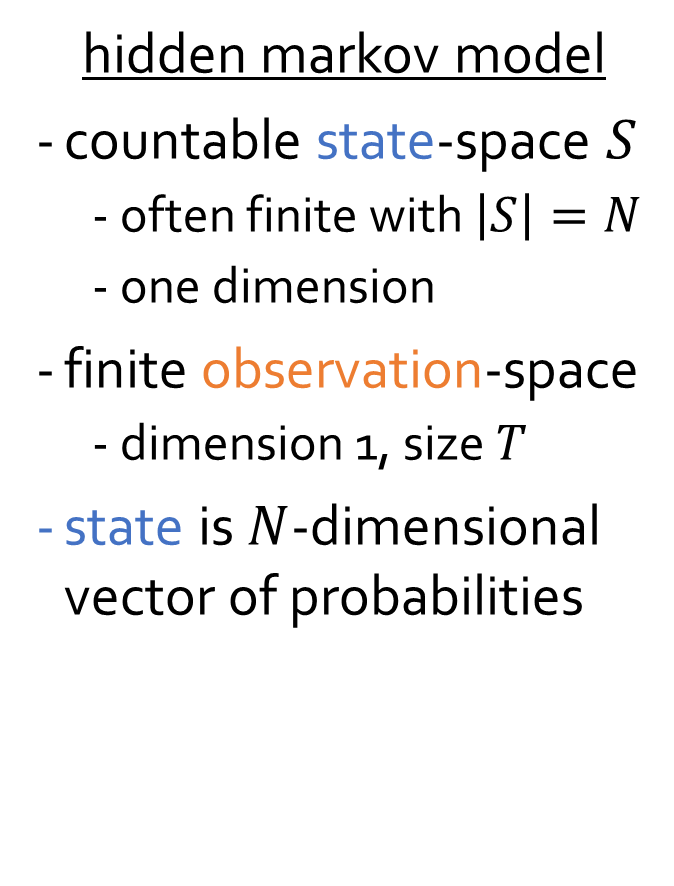 hidden markov model
- countable state-space S
- often finite with |S| = N
- one dimension
- finite observation-space
- dimension 1, size T
- state is N-dimensional
vector of probabilities